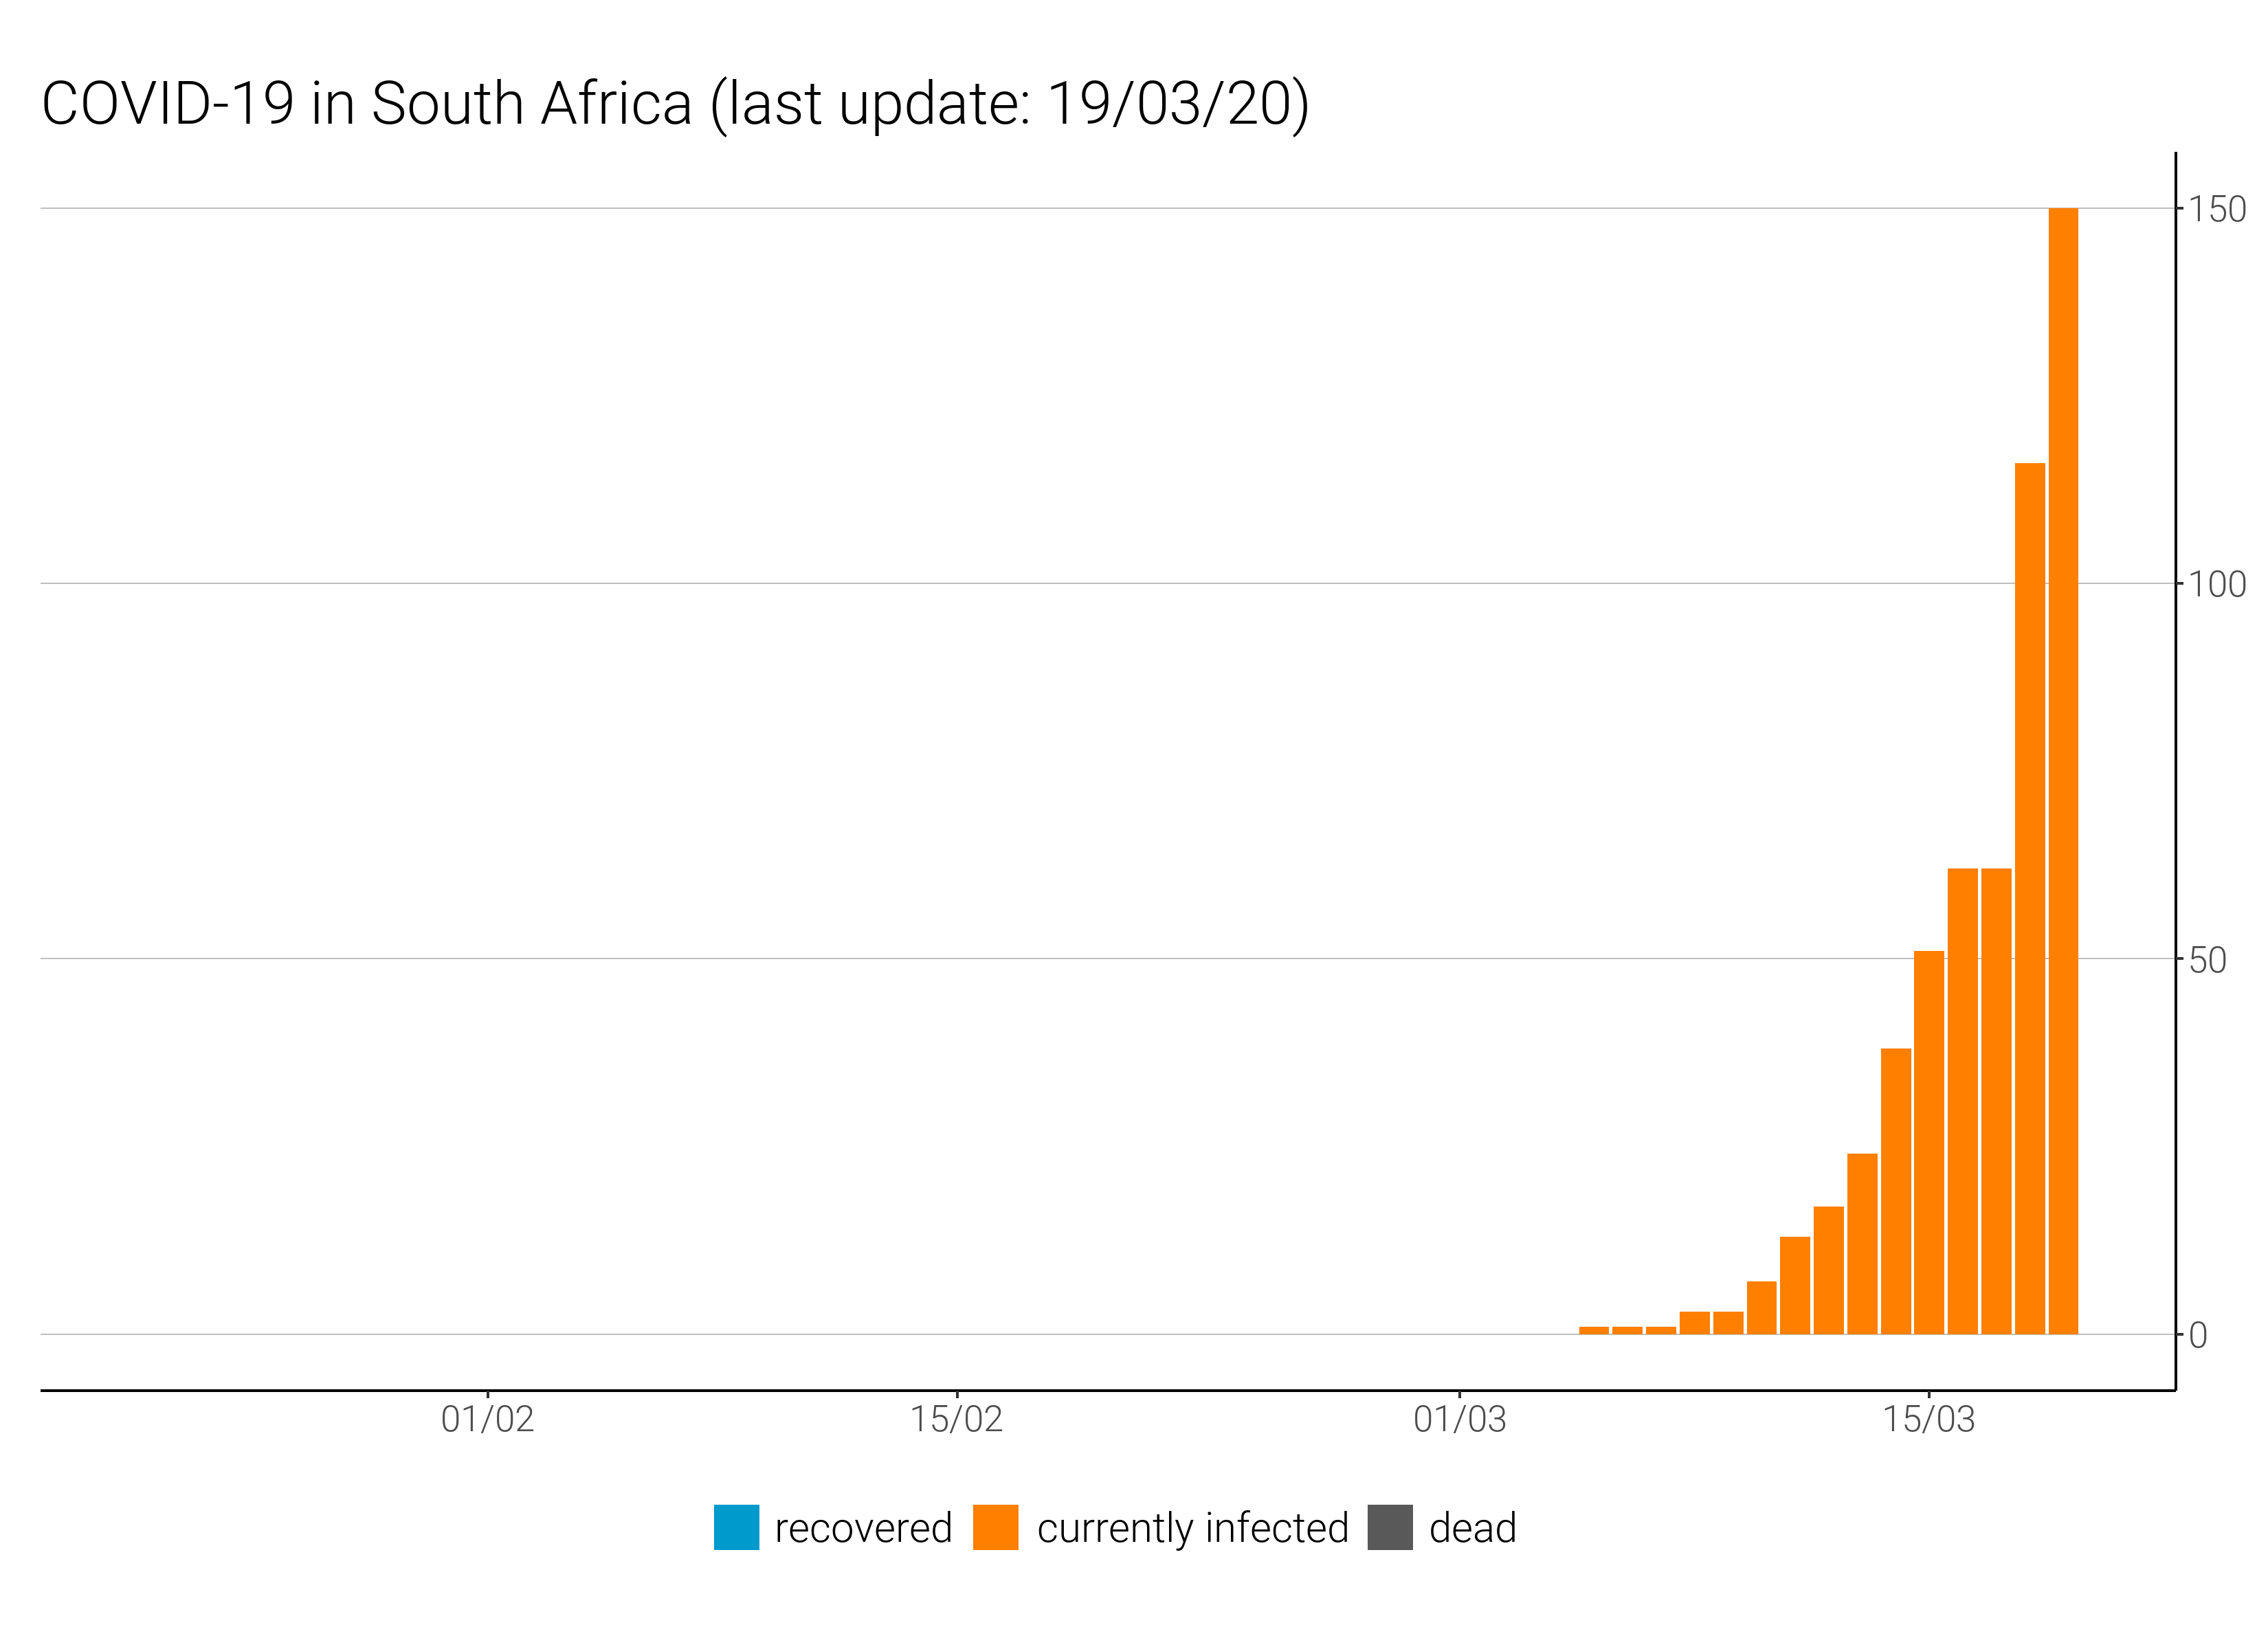 COVID-19 in South Africa (last update: 19/03/20)
150
100
50
0
01/02 15/02 01/03 15/03
recovered currently infected dead